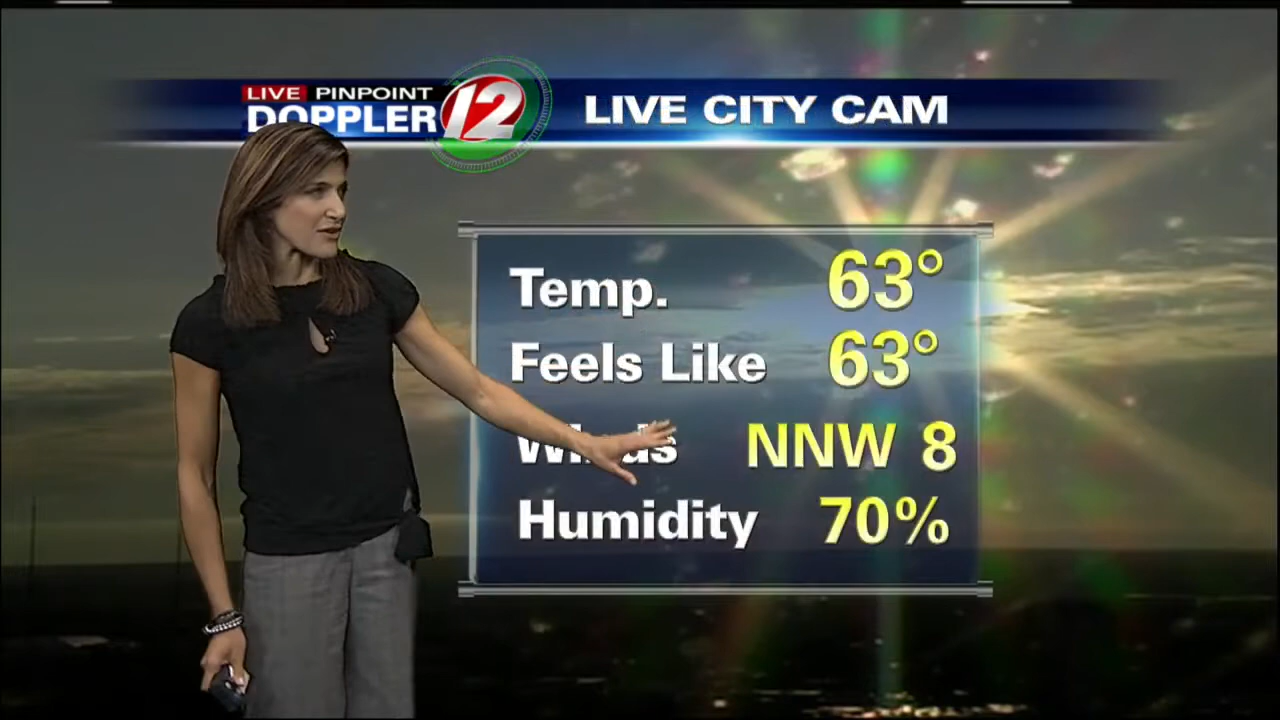 LIVE PINPOINT
DOPPLER 12
LIVE CITY CAM
Temp. 63°
Feels Like 63°
NNW 8
Humidity 70%